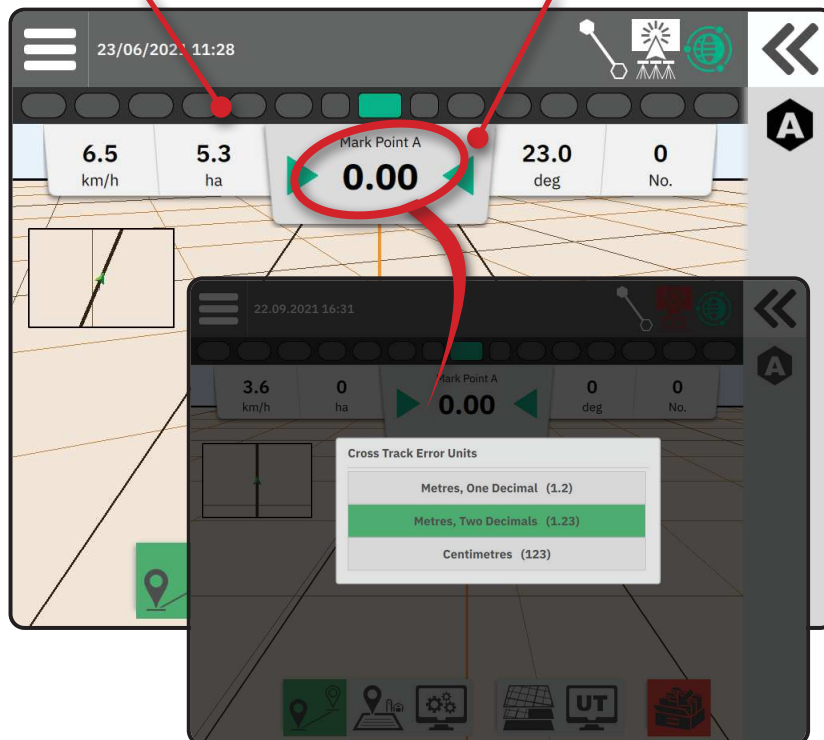 23/06/2021 11:28
A
6.5
km/h
5.3
ha
Mark Point A
0.00
23.0
deg
0
No.
22.09.2021 16:31
A
3.6
km/h
0
ha
Mark Point A
0.00
0
deg
0
No.
Cross Track Error Units
Metres, One Decimal (1.2)
Metres, Two Decimals (1.23)
Centimetres (123)
UT